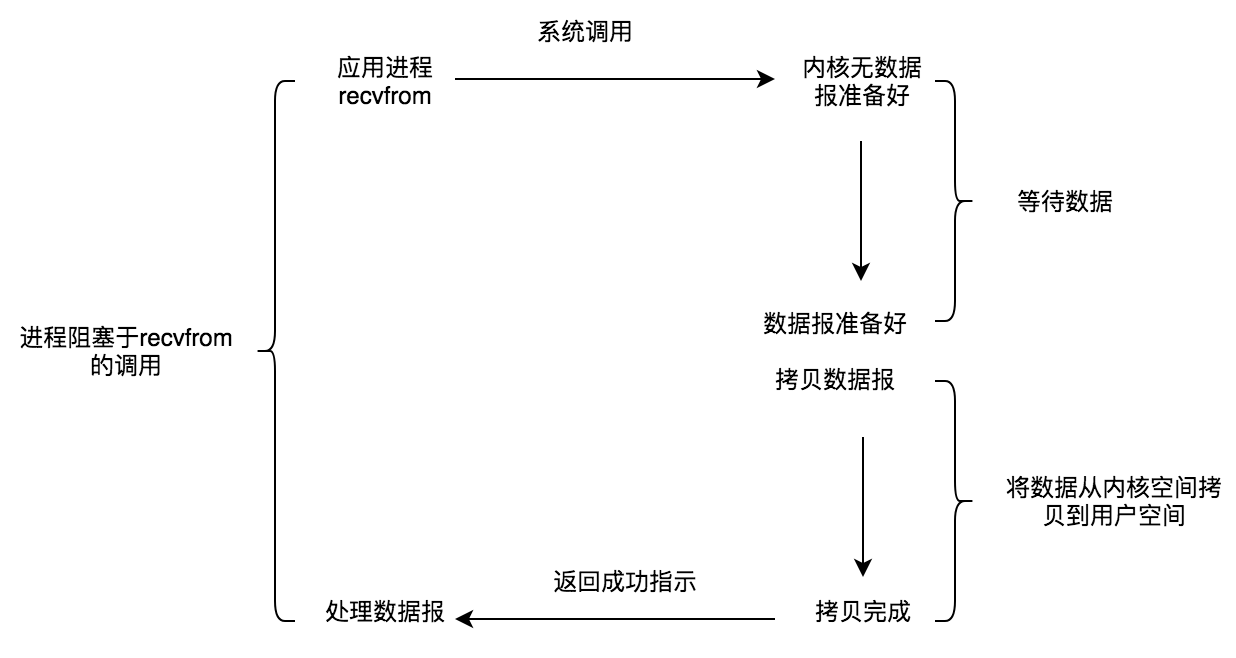 系统调用
应用进程
recvfrom
内核无数据
报准备好
等待数据
数据报准备好
进程阻塞于recvfrom
的调用
拷贝数据报
将数据从内核空间拷
贝到用户空间
返回成功指示
处理数据报
拷贝完成